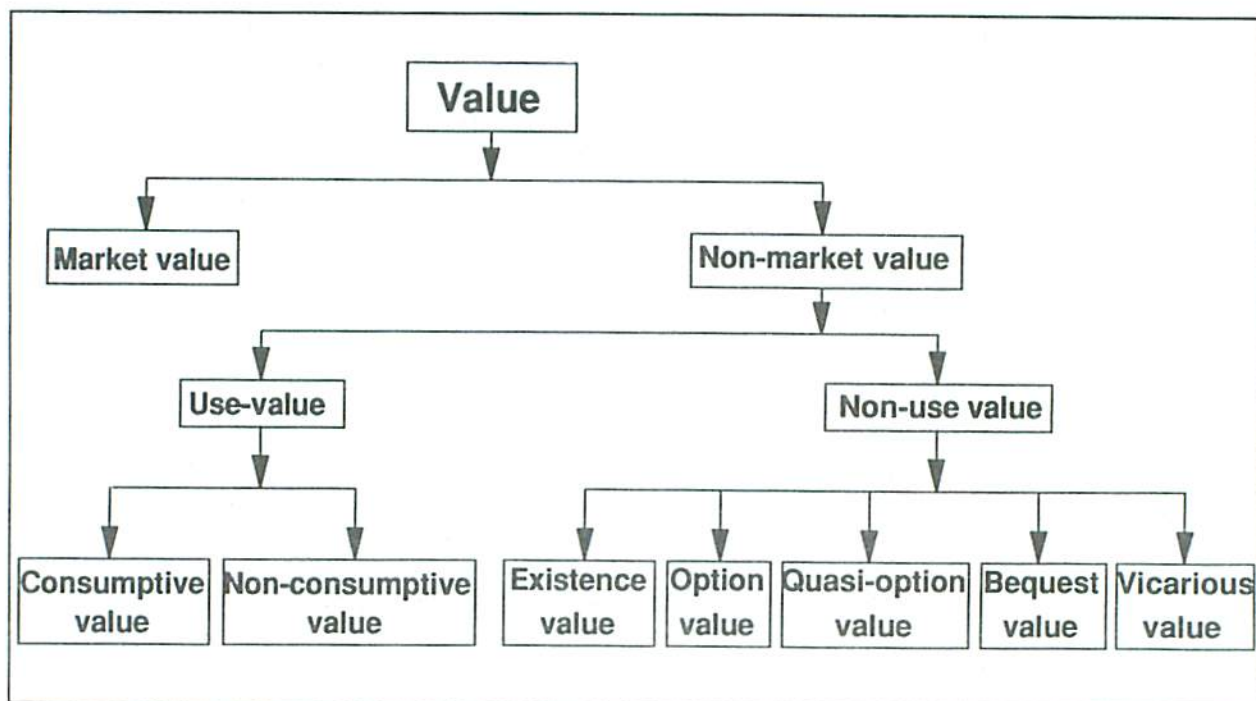 Value
Market value
Non-market value
Use-value
Non-use value
Consumptive
value
Non-consumptive
value
Existence
value
Option
value
Quasi-option
value
Bequest
value
Vicarious
value